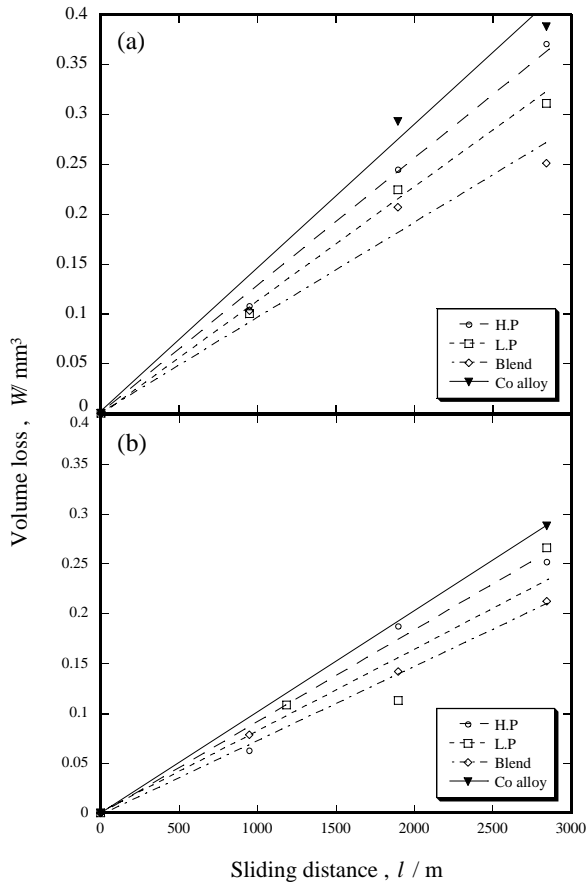 0.4
(a)
0.35
0.3
0.25
0.2
0.15
0.1
0.05
0
H.P
L.P
Blend
Co alloy
Volume loss , W/ mm³
0.4
(b)
0.35
0.3
0.25
0.2
0.15
0.1
0.05
0
H.P
L.P
Blend
Co alloy
0 500 1000 1500 2000 2500 3000
Sliding distance , l / m